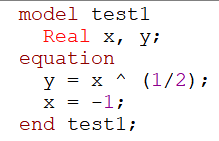 model test1
Real x, y;
equation
y = x ^ (1/2);
x = -1;
end test1;